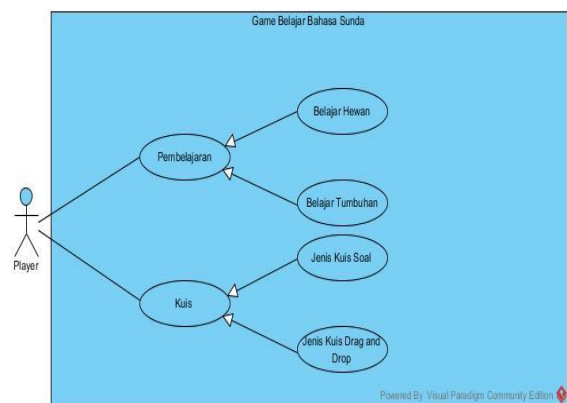 Game Belajar Bahasa Sunda
Belajar Hewan
Pembelajaran
Belajar Tumbuhan
Player
Jenis Kuis Soal
Kuis
Jenis Kuis Drag and
Drop
Powered By Visual Paradigm Community Edition